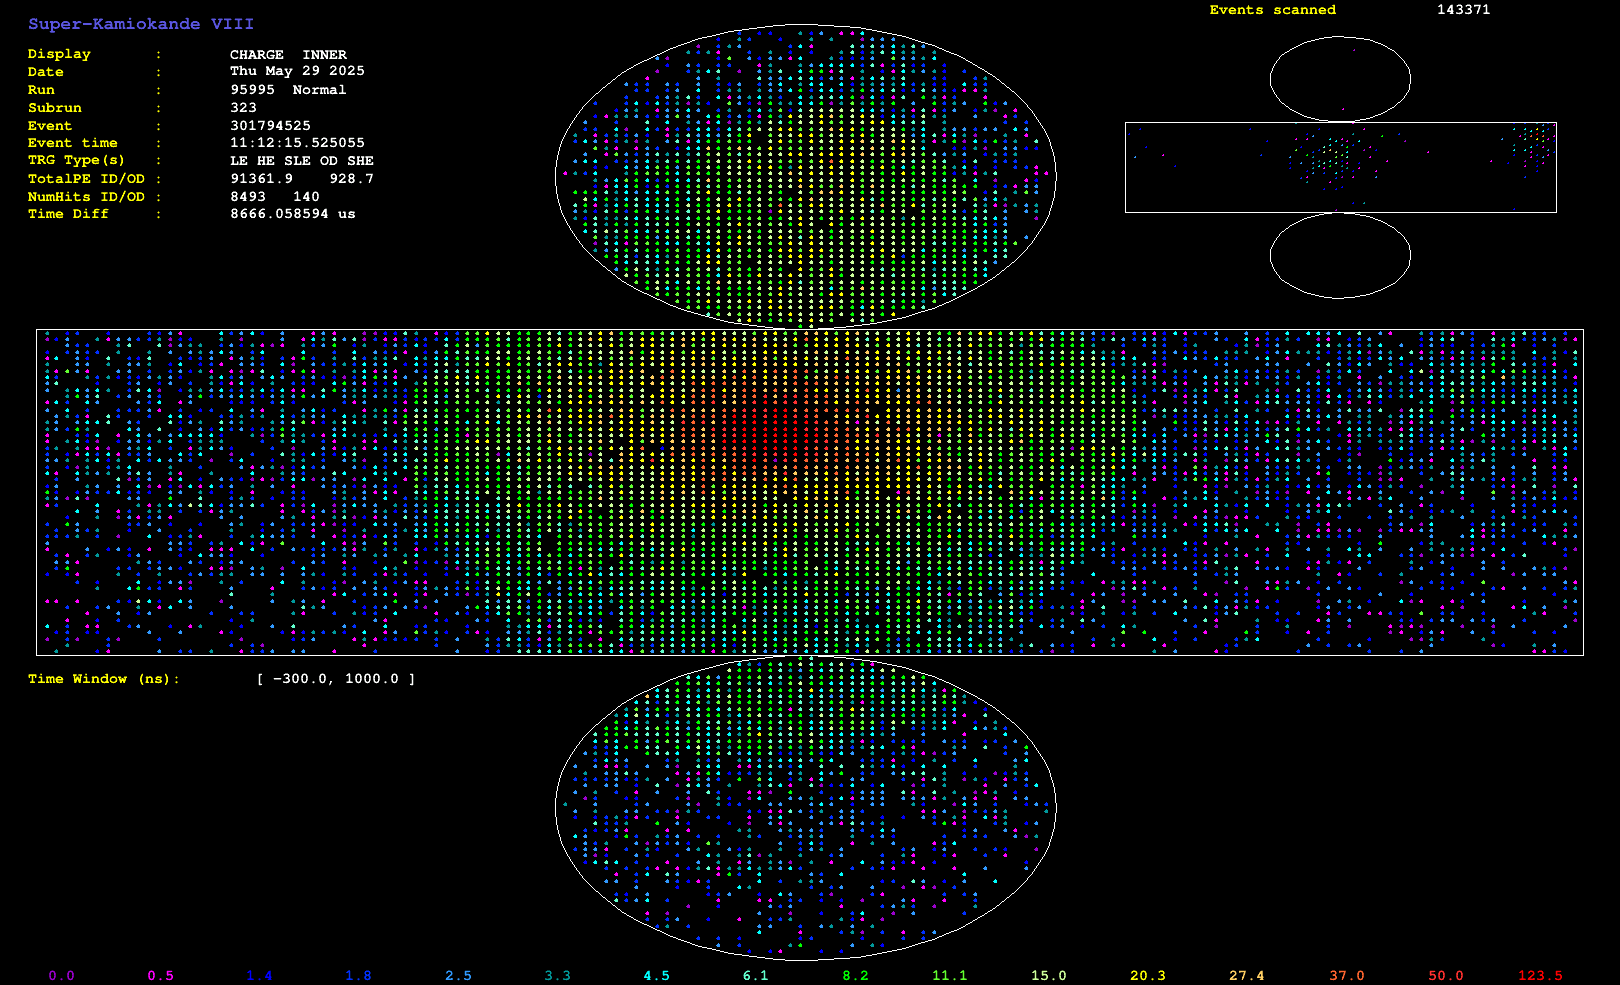 Super-Kamiokande VIII
Events scanned 143371
Display : CHARGE INNER
Date : Thu May 29 2025
Run : 95995 Normal
Subrun : 323
Event : 301794525
Event time : 11:12:15.525055
TRG Type(s) : LE HE SLE OD SHE
TotalPE ID/OD : 91361.9 928.7
NumHits ID/OD : 8493 140
Time Diff : 8666.058594 us
Time Window (ns): [ -300.0, 1000.0 ]
0.0 0.5 1.4 1.8 2.5 3.3 4.5 6.1 8.2 11.1 15.0 20.3 27.4 37.0 50.0 123.5